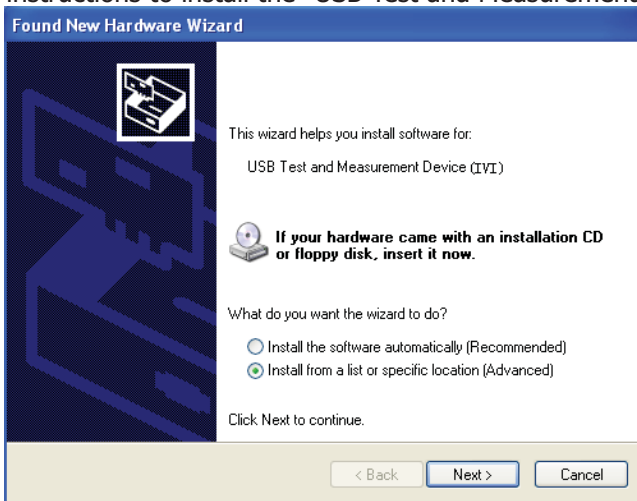 instructions to install the "USB Test and Measurement
Found New Hardware Wizard
This wizard helps you install software for:
USB Test and Measurement Device (IVI)
If your hardware came with an installation CD
or floppy disk, insert it now.
What do you want the wizard to do?
Install the software automatically (Recommended)
Install from a list or specific location (Advanced)
Click Next to continue.
< Back
Next >
Cancel